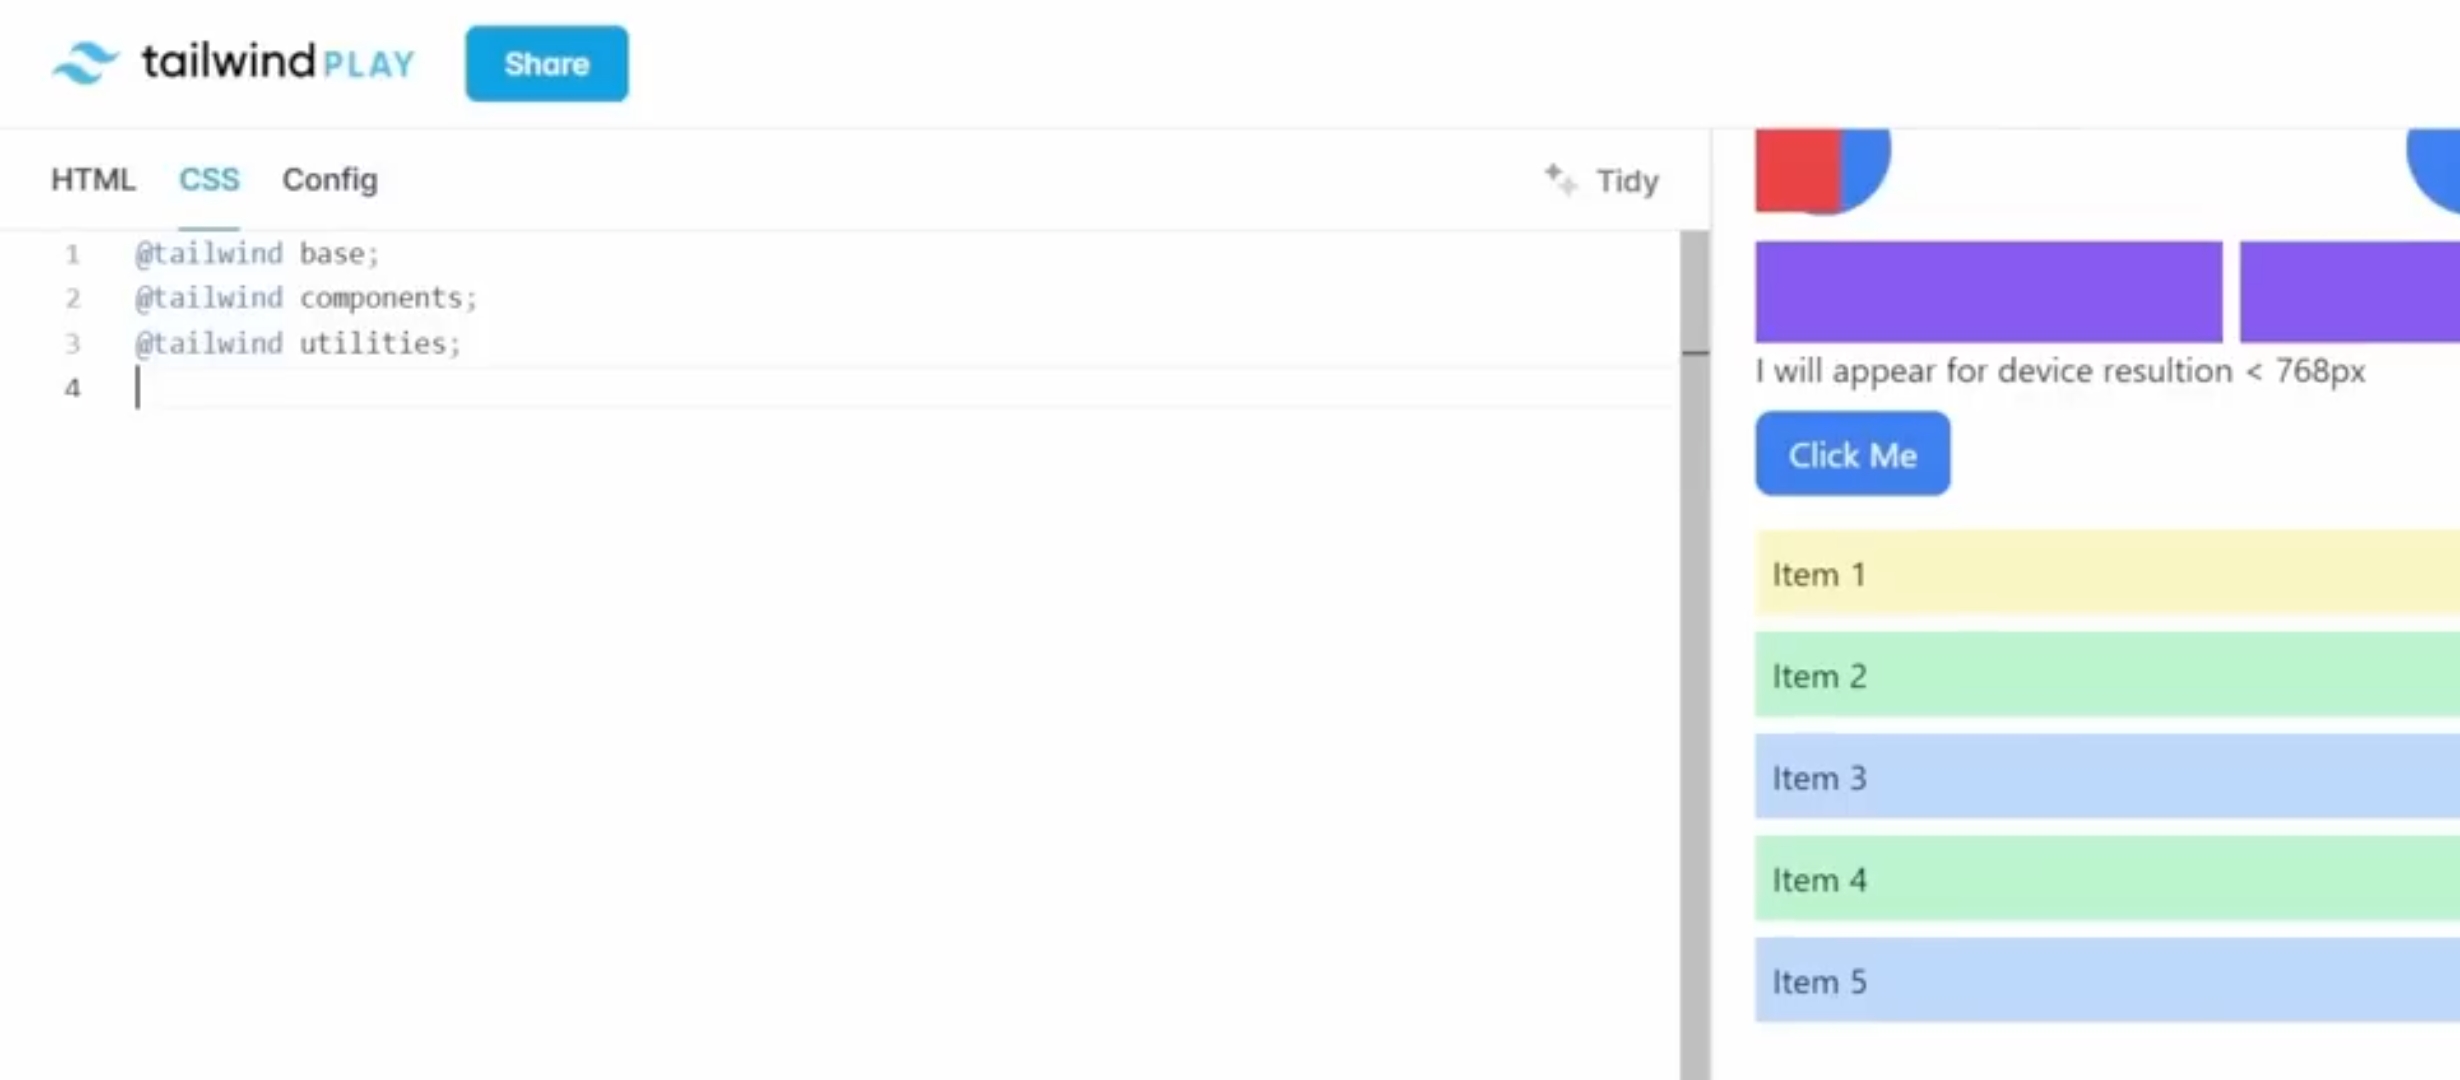 tailwind PLAY
Share
HTML CSS Config
Tidy
1 @tailwind base;
2 @tailwind components;
3 @tailwind utilities;
4
I will appear for device resultion < 768px
Click Me
Item 1
Item 2
Item 3
Item 4
Item 5